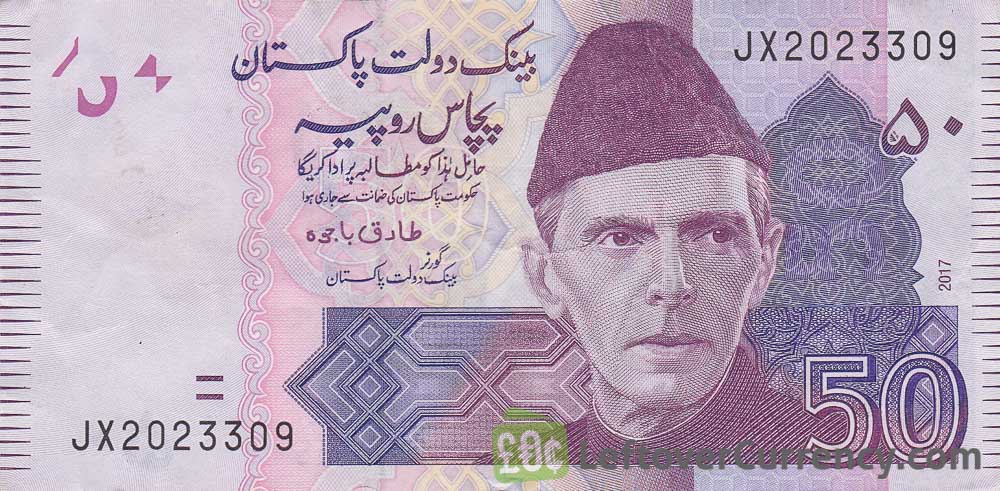 JX2023309
بینک دولت پاکستان
پچاس روپیہ
حاملِ ہٰذا کو مطالبہ پر ادا کریگا
حکومت پاکستان کی ضمانت سے جاری ہوا
طارق باجوہ
گورنر
بینک دولت پاکستان
۵۰
2017
50
JX2023309
£0¢ LeftoverCurrency.com